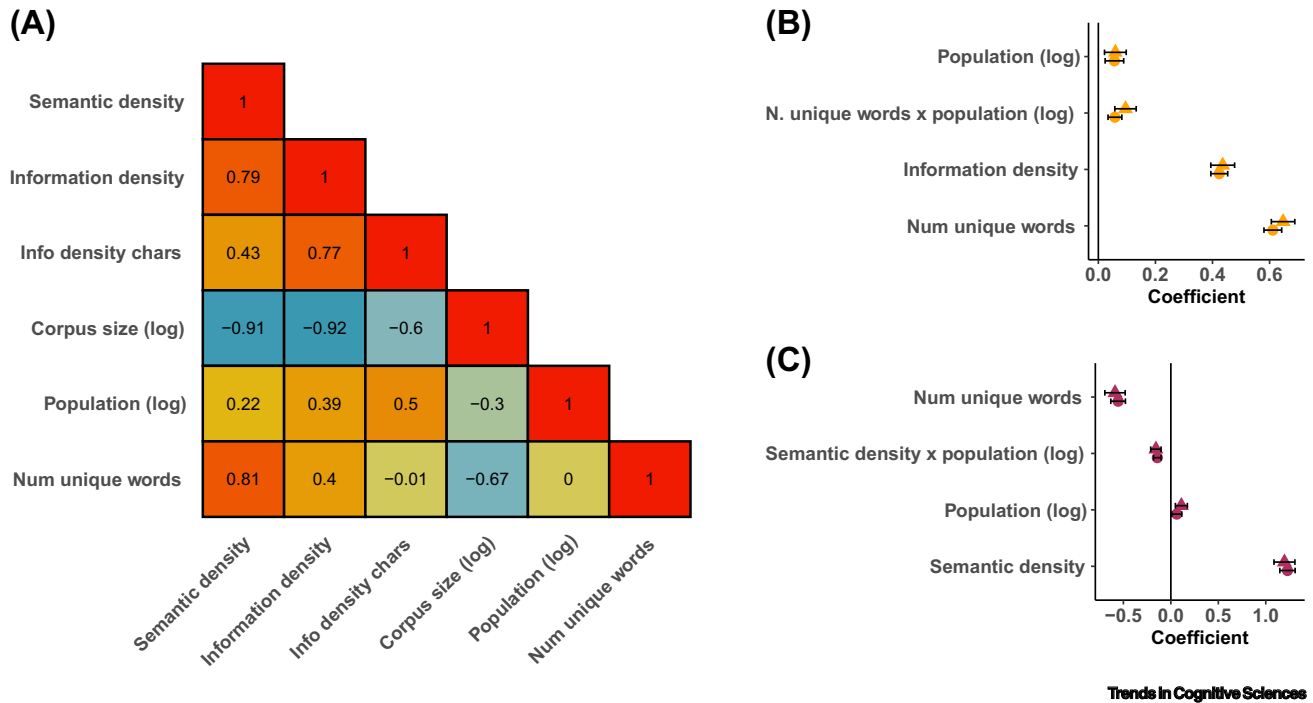 (A)
Semantic density
1
Information density
0.79 1
Info density chars
0.43 0.77 1
Corpus size (log)
−0.91 −0.92 −0.6 1
Population (log)
0.22 0.39 0.5 −0.3 1
Num unique words
0.81 0.4 −0.01 −0.67 0 1
Semantic density
Information density
Info density chars
Corpus size (log)
Population (log)
Num unique words
(B)
Population (log)
N. unique words x population (log)
Information density
Num unique words
0.0 0.2 0.4 0.6
Coefficient
(C)
Num unique words
Semantic density x population (log)
Population (log)
Semantic density
−0.5 0.0 0.5 1.0
Coefficient
Trends in Cognitive Sciences